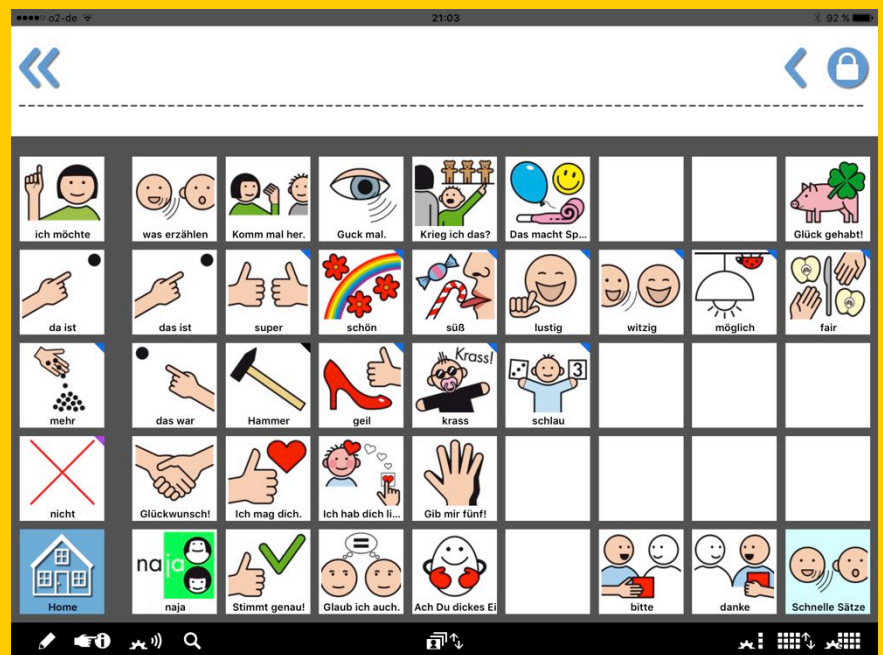 o2-de 21:03 92 %
ich möchte was erzählen Komm mal her. Guck mal. Krieg ich das? Das macht Sp... Glück gehabt!
da ist das ist super schön süß lustig witzig möglich fair
Krass! 3
mehr das war Hammer geil krass schlau
nicht Glückwunsch! Ich mag dich. Ich hab dich li... Gib mir fünf!
=
naja
Home naja Stimmt genau! Glaub ich auch. Ach Du dickes Ei bitte danke Schnelle Sätze